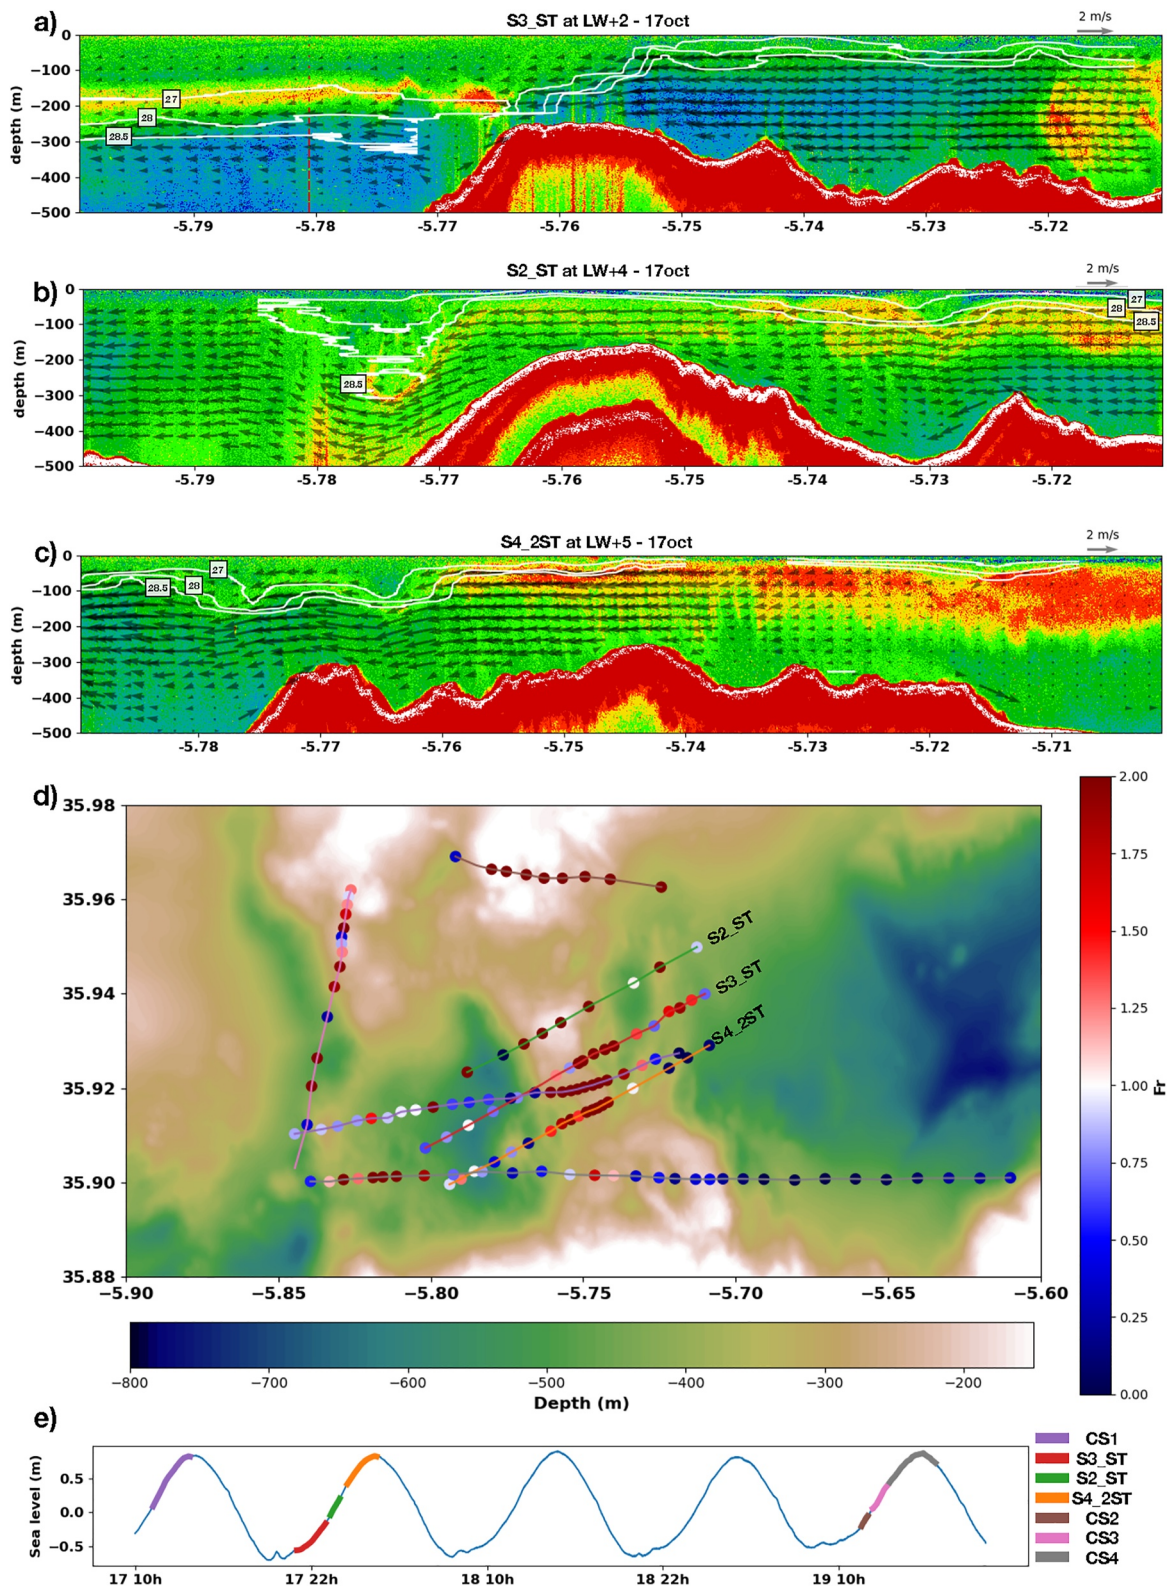 a)
S3_ST at LW+2 - 17oct
2 m/s
depth (m)
0
−100
−200
−300
−400
−500
27
28
28.5
-5.79 -5.78 -5.77 -5.76 -5.75 -5.74 -5.73 -5.72
b)
S2_ST at LW+4 - 17oct
2 m/s
depth (m)
0
−100
−200
−300
−400
−500
27
28
28.5
28.5
-5.79 -5.78 -5.77 -5.76 -5.75 -5.74 -5.73 -5.72
c)
S4_2ST at LW+5 - 17oct
2 m/s
depth (m)
0
−100
−200
−300
−400
−500
27
28.5
28
-5.78 -5.77 -5.76 -5.75 -5.74 -5.73 -5.72 -5.71
d)
35.98
35.96
35.94
35.92
35.90
35.88
S2_ST
S3_ST
S4_2ST
−5.90 −5.85 −5.80 −5.75 −5.70 −5.65 −5.60
2.00
1.75
1.50
1.25
1.00
0.75
0.50
0.25
0.00
Fr
−800 −700 −600 −500 −400 −300 −200
Depth (m)
e)
Sea level (m)
0.5
0.0
−0.5
17 10h 17 22h 18 10h 18 22h 19 10h
CS1
S3_ST
S2_ST
S4_2ST
CS2
CS3
CS4